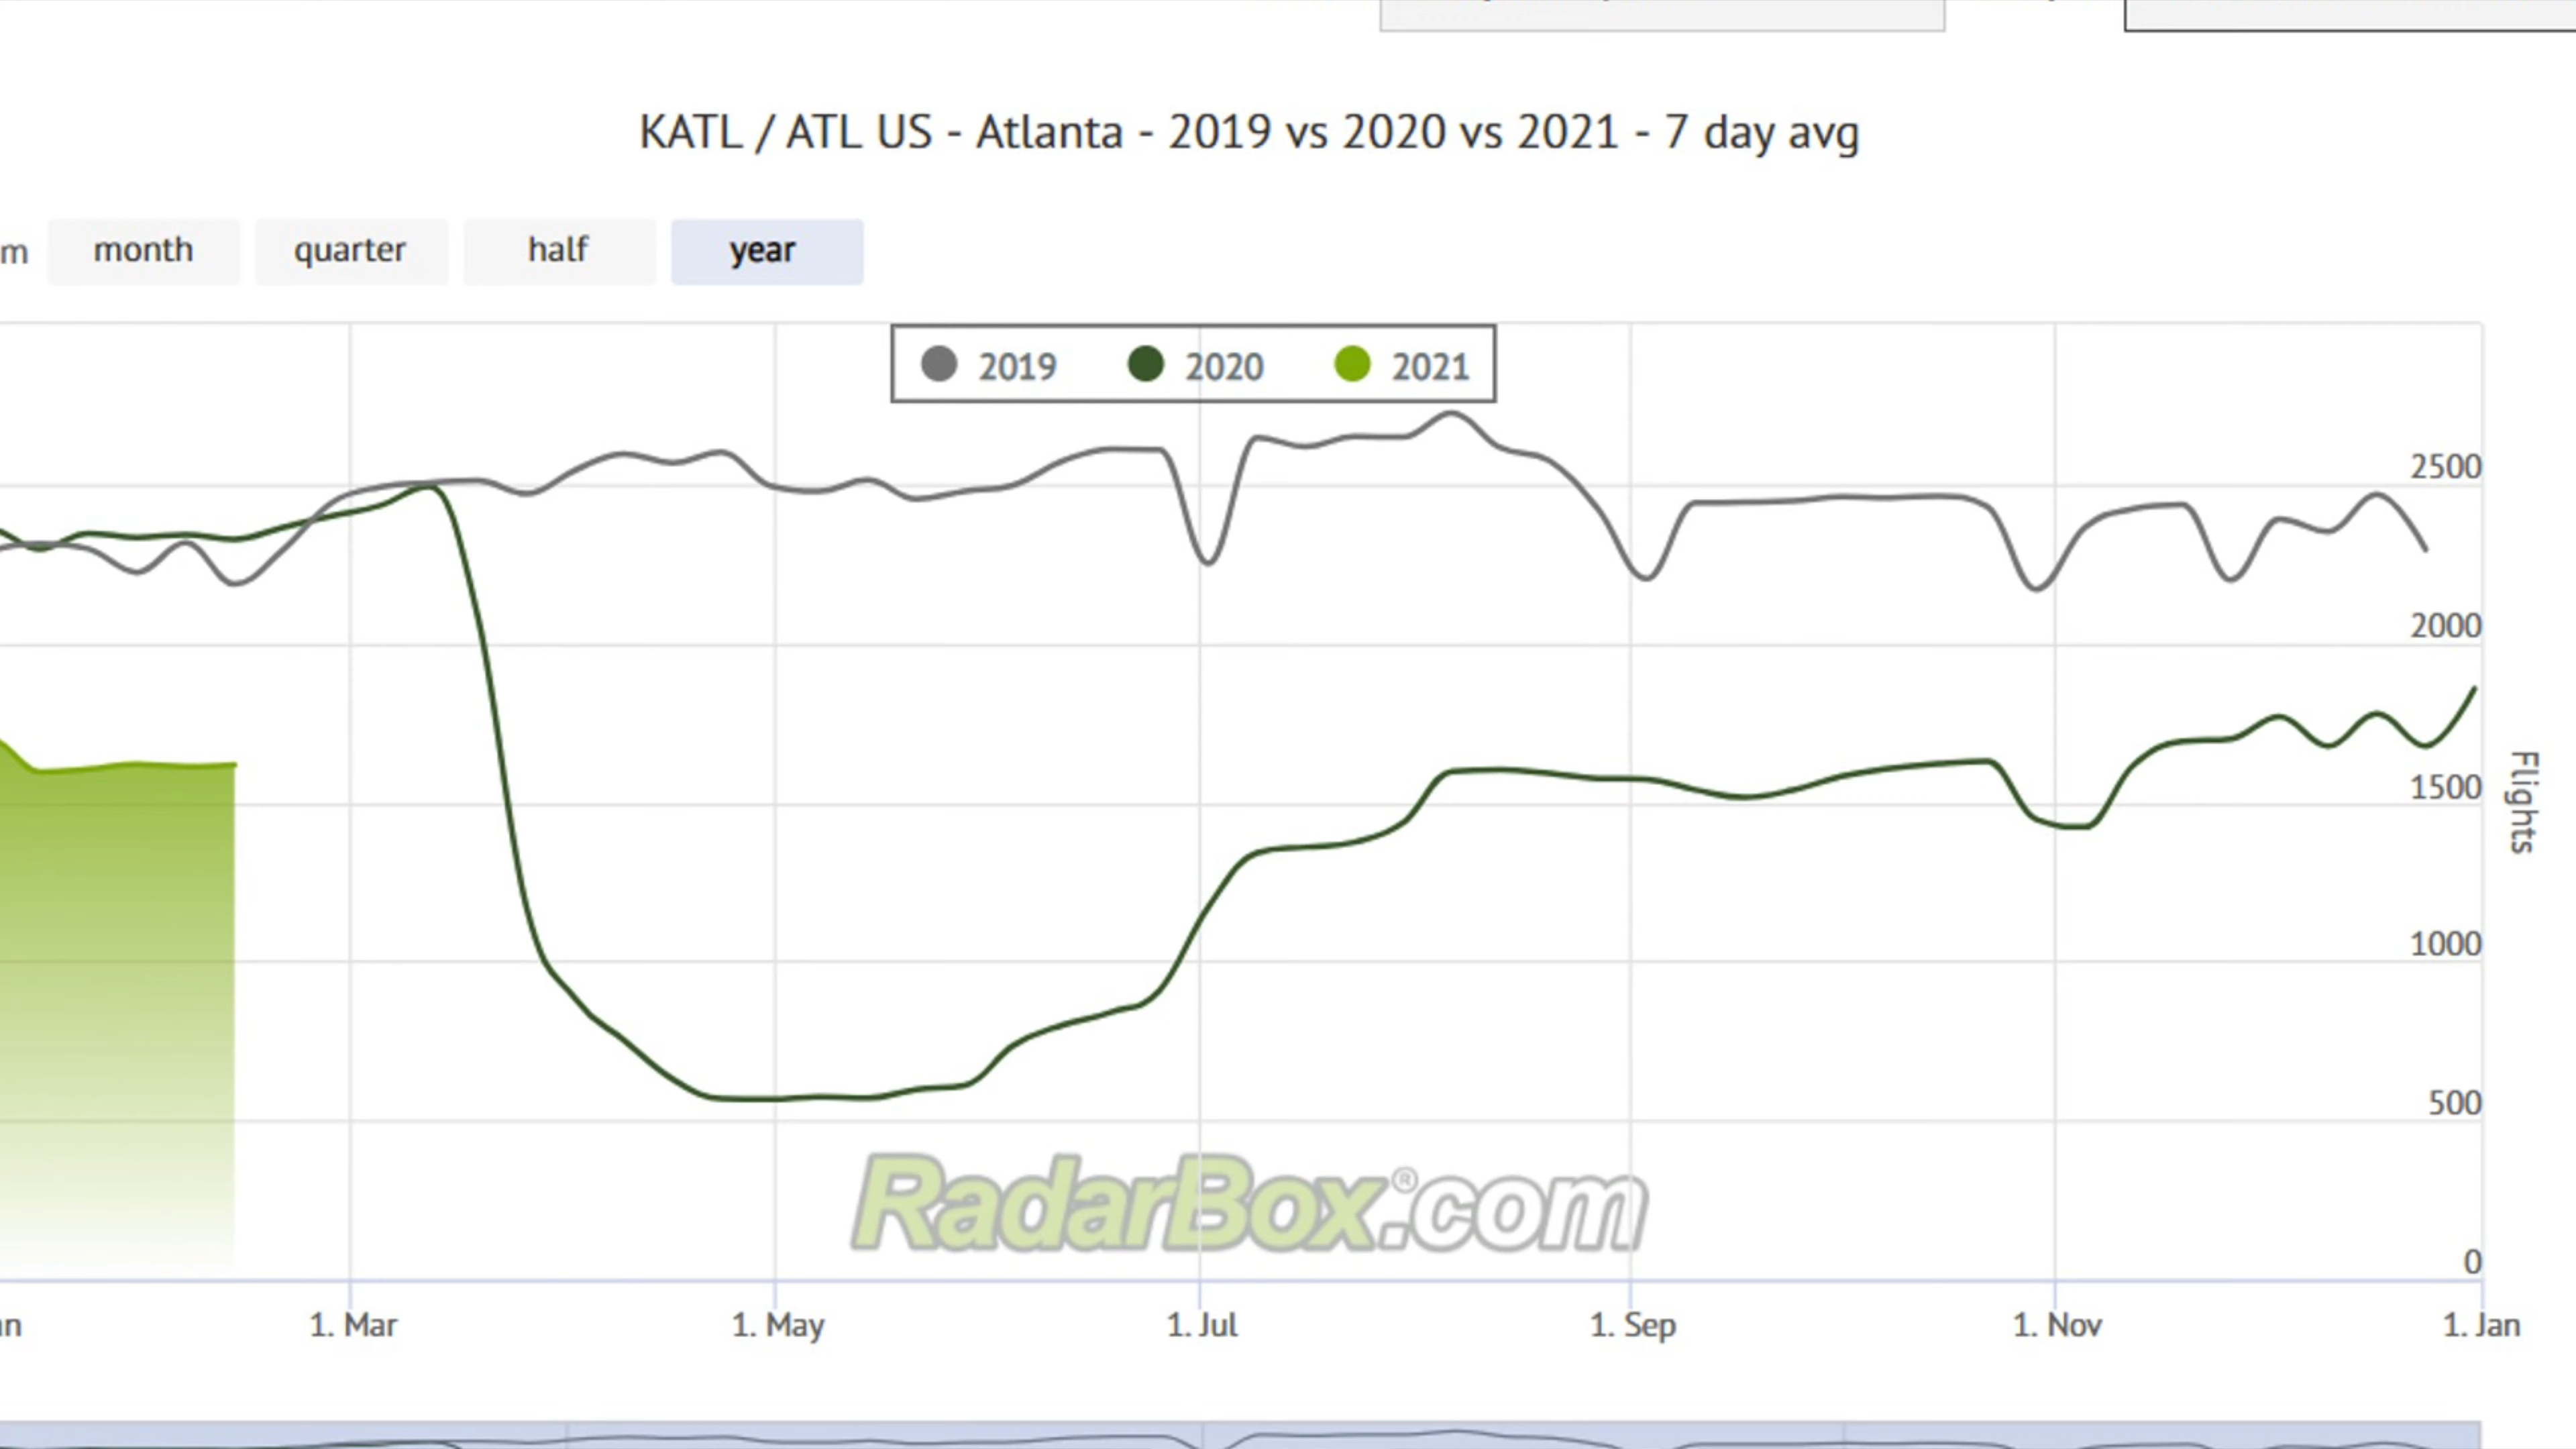 KATL / ATL US - Atlanta - 2019 vs 2020 vs 2021 - 7 day avg
m month quarter half year
2019 2020 2021
2500
2000
1500
1000
500
0
Flights
RadarBox®.com
1. Mar 1. May 1. Jul 1. Sep 1. Nov 1. Jan